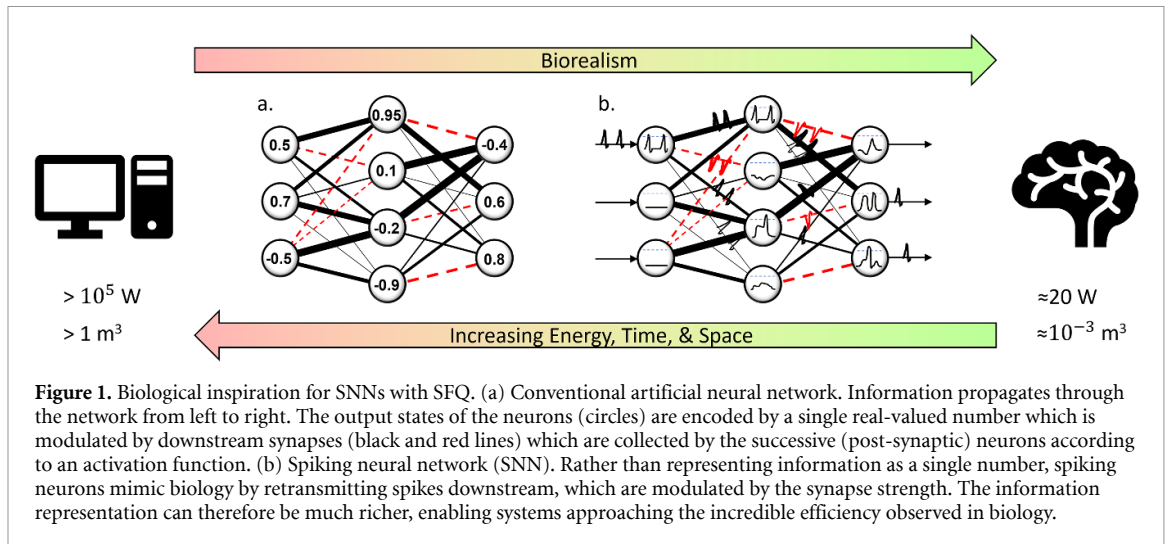 Biorealism
a.
b.
0.95
0.5
-0.4
0.1
0.7
0.6
-0.2
-0.5
0.8
-0.9
> 10⁵ W
> 1 m³
≈20 W
≈10⁻³ m³
Increasing Energy, Time, & Space
Figure 1. Biological inspiration for SNNs with SFQ. (a) Conventional artificial neural network. Information propagates through
the network from left to right. The output states of the neurons (circles) are encoded by a single real-valued number which is
modulated by downstream synapses (black and red lines) which are collected by the successive (post-synaptic) neurons according
to an activation function. (b) Spiking neural network (SNN). Rather than representing information as a single number, spiking
neurons mimic biology by retransmitting spikes downstream, which are modulated by the synapse strength. The information
representation can therefore be much richer, enabling systems approaching the incredible efficiency observed in biology.